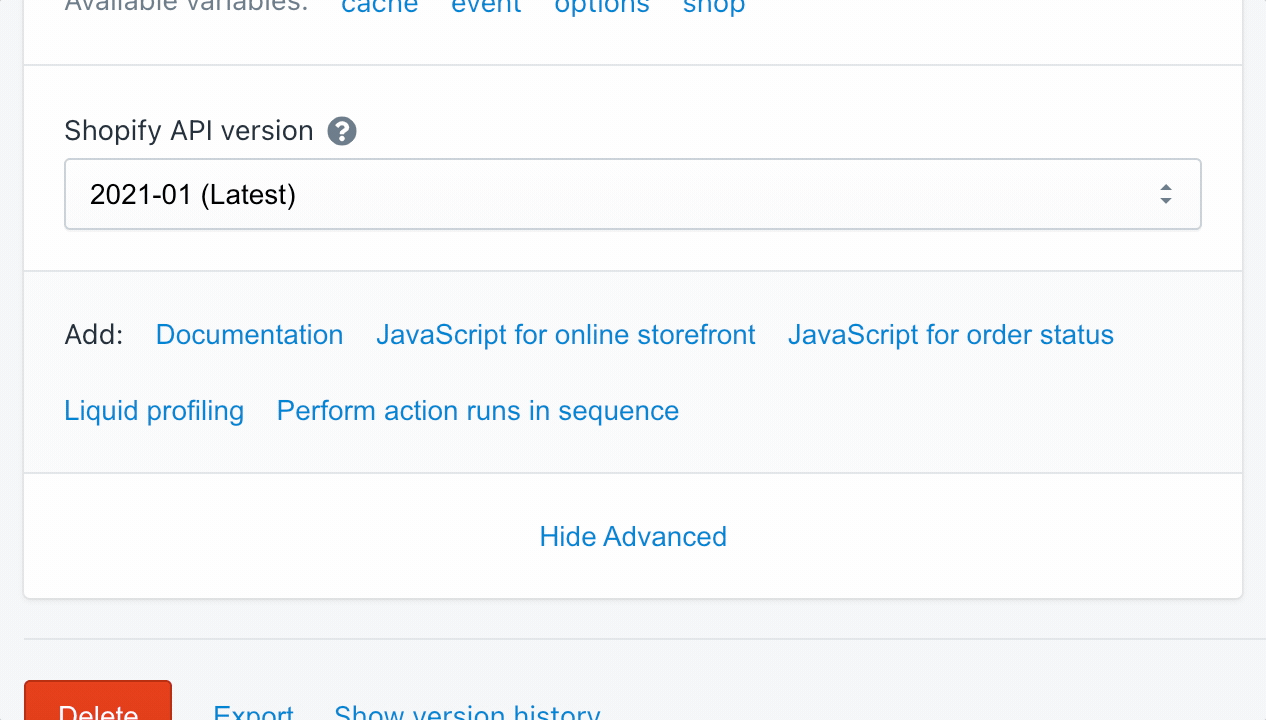 Available variables: cache event options shop
Shopify API version ?
2021-01 (Latest)
Add: Documentation JavaScript for online storefront JavaScript for order status
Liquid profiling Perform action runs in sequence
Hide Advanced
Delete Export Show version history